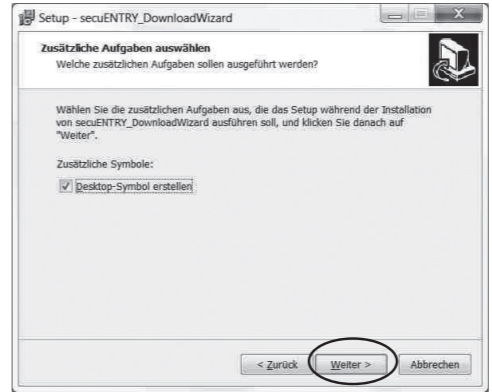 Setup - secuENTRY_DownloadWizard
Zusätzliche Aufgaben auswählen
Welche zusätzlichen Aufgaben sollen ausgeführt werden?
Wählen Sie die zusätzlichen Aufgaben aus, die das Setup während der Installation
von secuENTRY_DownloadWizard ausführen soll, und klicken Sie danach auf
"Weiter".
Zusätzliche Symbole:
Desktop-Symbol erstellen
< Zurück
Weiter >
Abbrechen